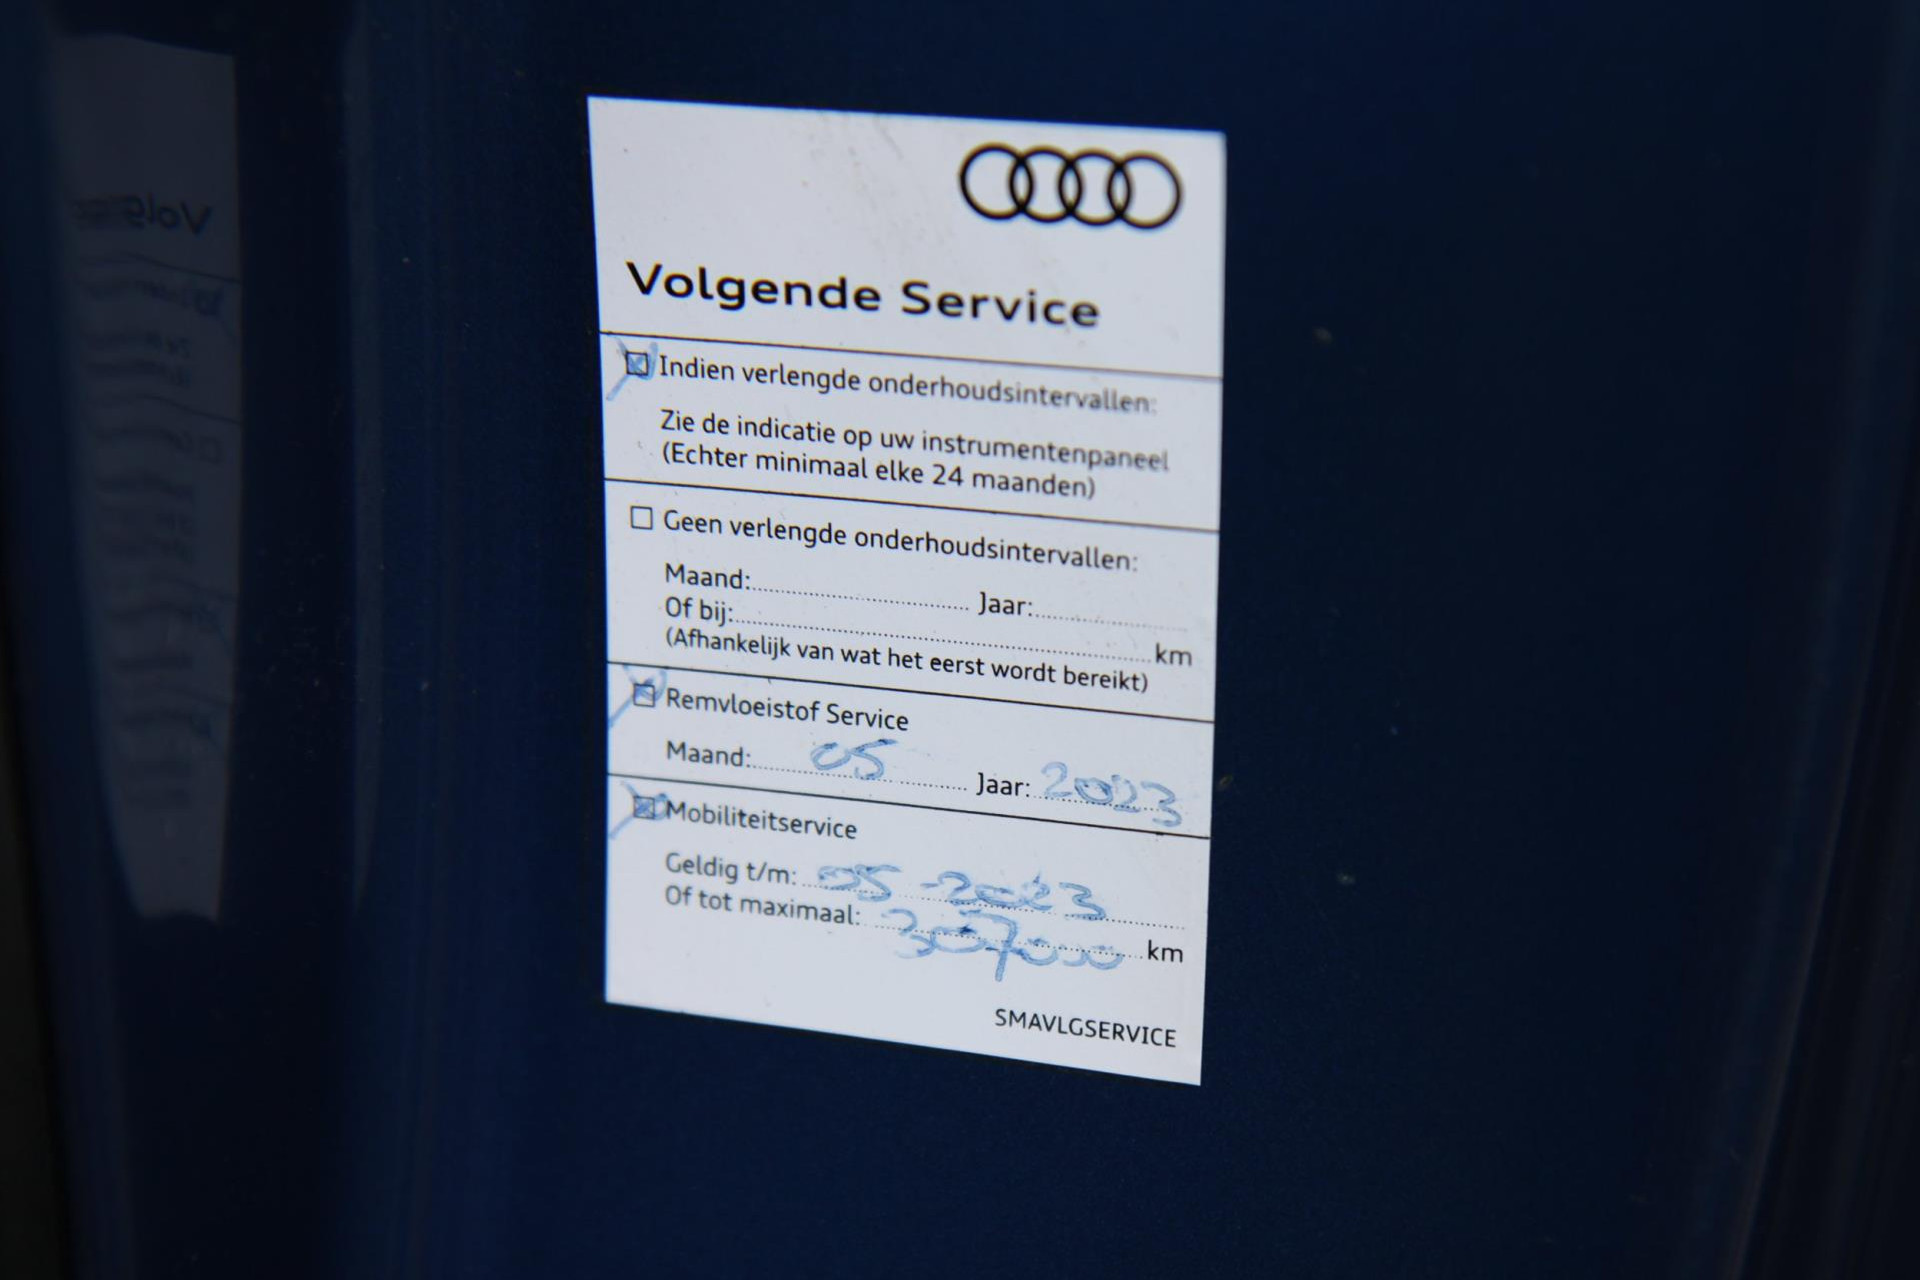 Volgende Service
Indien verlengde onderhoudsintervallen:
Zie de indicatie op uw instrumentenpaneel
(Echter minimaal elke 24 maanden)
Geen verlengde onderhoudsintervallen:
Maand: Jaar:
Of bij: km
(Afhankelijk van wat het eerst wordt bereikt)
Remvloeistof Service
Maand: 05 Jaar: 2023
Mobiliteitservice
Geldig t/m: 05-2023
Of tot maximaal: 307000 km
SMAVLGSERVICE